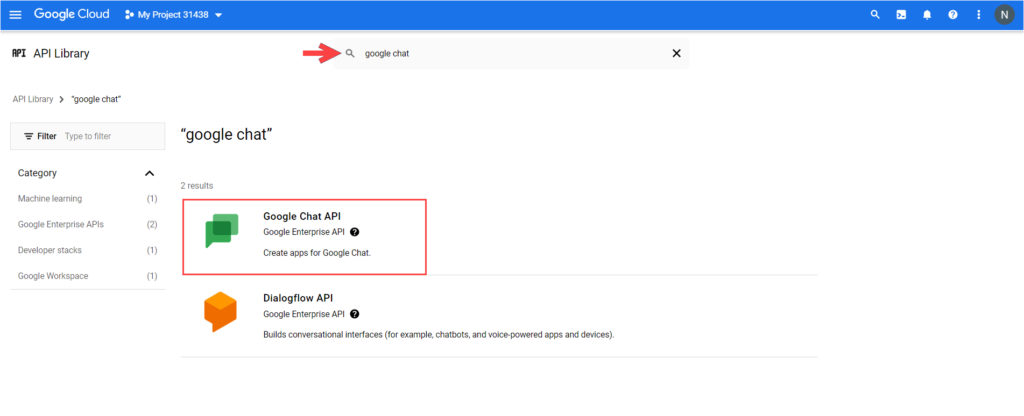 Google Cloud My Project 31438 N
API API Library
google chat
API Library "google chat"
Filter Type to filter
"google chat"
Category
2 results
Machine learning (1)
Google Enterprise APIs (2)
Developer stacks (1)
Google Workspace (1)
Google Chat API
Google Enterprise API
Create apps for Google Chat.
Dialogflow API
Google Enterprise API
Builds conversational interfaces (for example, chatbots, and voice-powered apps and devices).